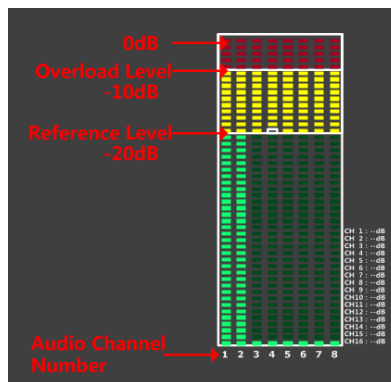 0dB
Overload Level
-10dB
Reference Level
-20dB
CH 1 : --dB
CH 2 : --dB
CH 3 : --dB
CH 4 : --dB
CH 5 : --dB
CH 6 : --dB
CH 7 : --dB
CH 8 : --dB
CH 9 : --dB
CH10 : --dB
CH11 : --dB
CH12 : --dB
CH13 : --dB
CH14 : --dB
CH15 : --dB
CH16 : --dB
Audio Channel
Number
1 2 3 4 5 6 7 8